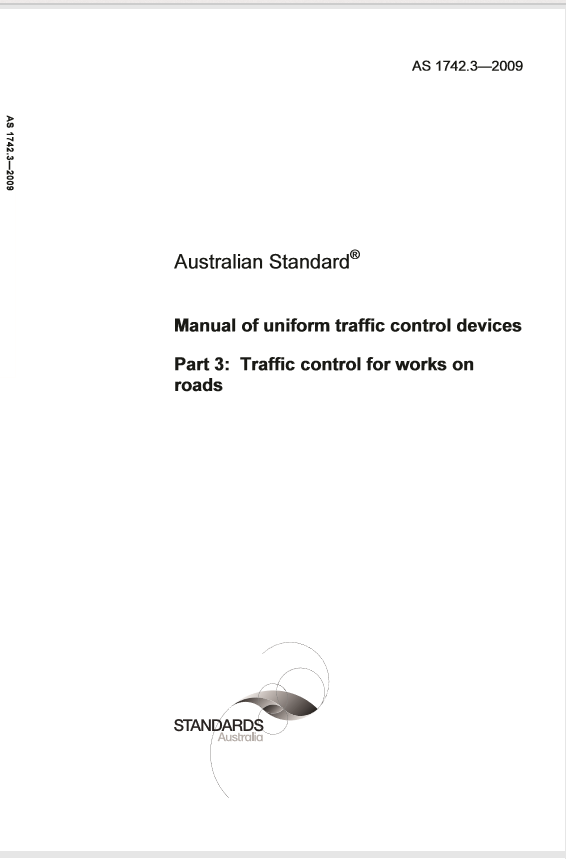 AS 1742.3—2009
AS 1742.3—2009
Australian Standard®
Manual of uniform traffic control devices
Part 3: Traffic control for works on
roads
STANDARDS
Australia